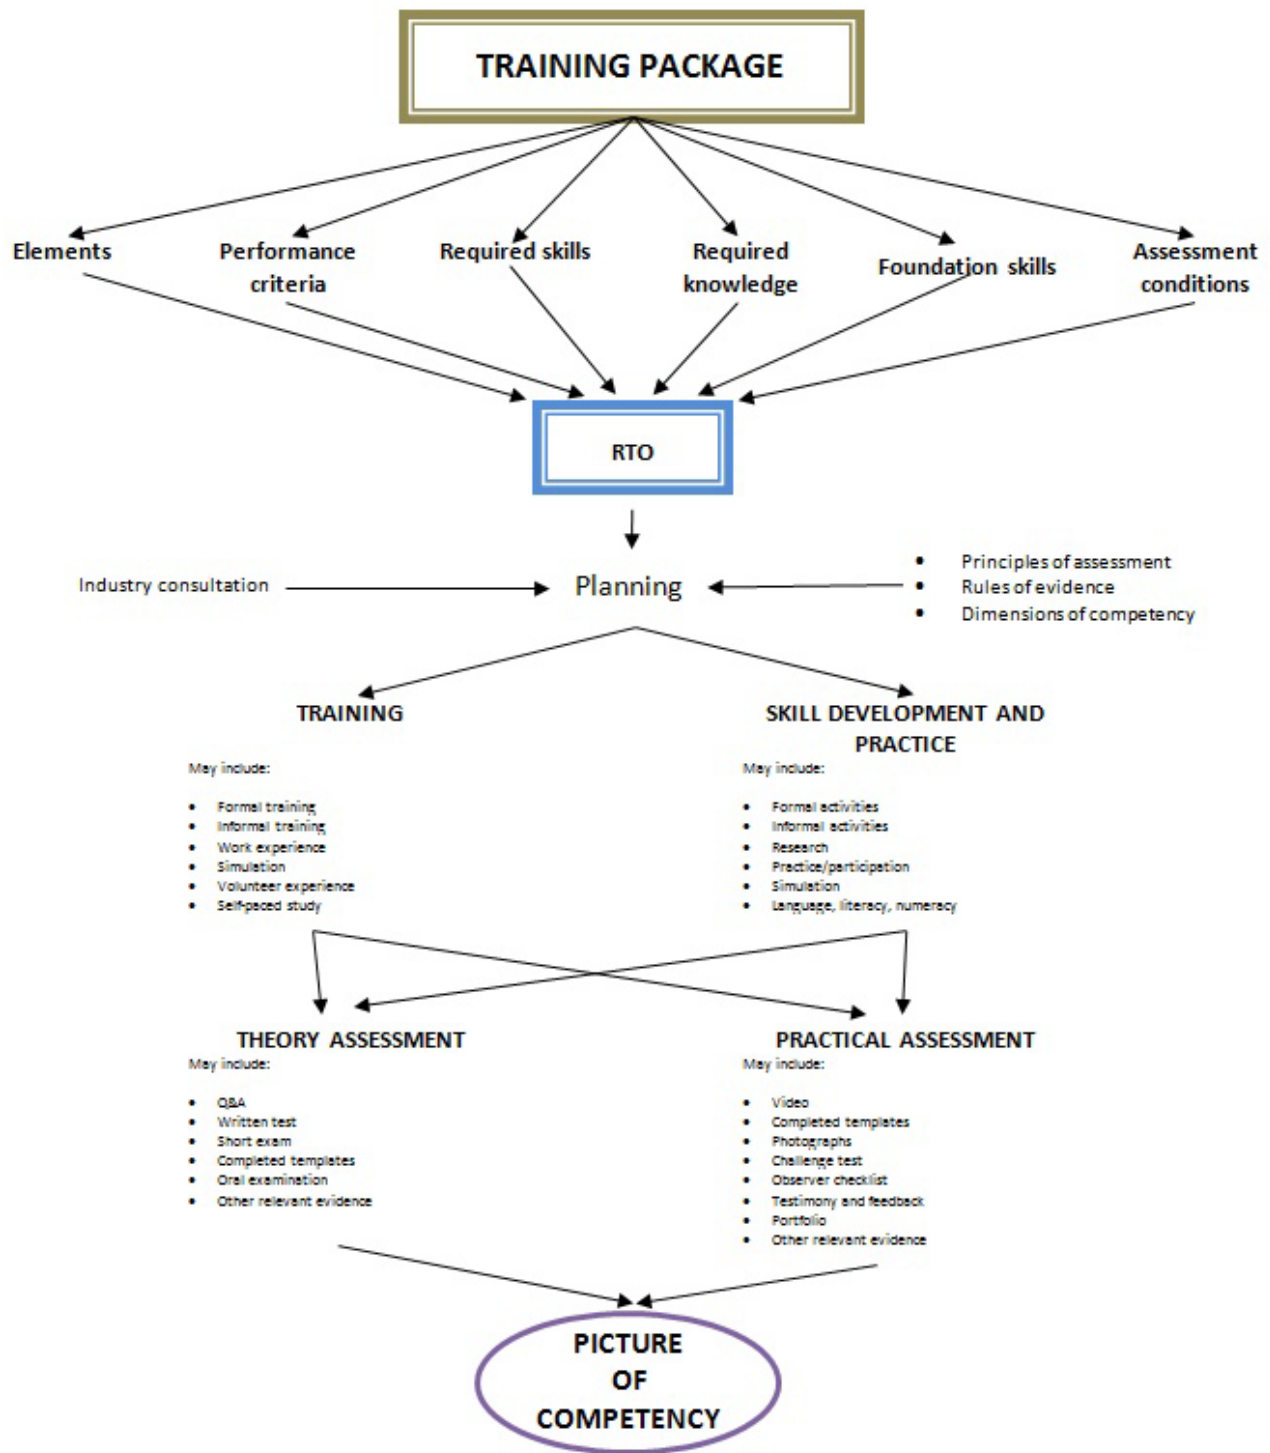 TRAINING PACKAGE
Elements
Performance
criteria
Required skills
Required
knowledge
Foundation skills
Assessment
conditions
RTO
Industry consultation
Planning
• Principles of assessment
• Rules of evidence
• Dimensions of competency
TRAINING
May include:
• Formal training
• Informal training
• Work experience
• Simulation
• Volunteer experience
• Self-paced study
SKILL DEVELOPMENT AND
PRACTICE
May include:
• Formal activities
• Informal activities
• Research
• Practice/participation
• Simulation
• Language, literacy, numeracy
THEORY ASSESSMENT
May include:
• Q&A
• Written test
• Short exam
• Completed templates
• Oral examination
• Other relevant evidence
PRACTICAL ASSESSMENT
May include:
• Video
• Completed templates
• Photographs
• Challenge test
• Observer checklist
• Testimony and feedback
• Portfolio
• Other relevant evidence
PICTURE
OF
COMPETENCY